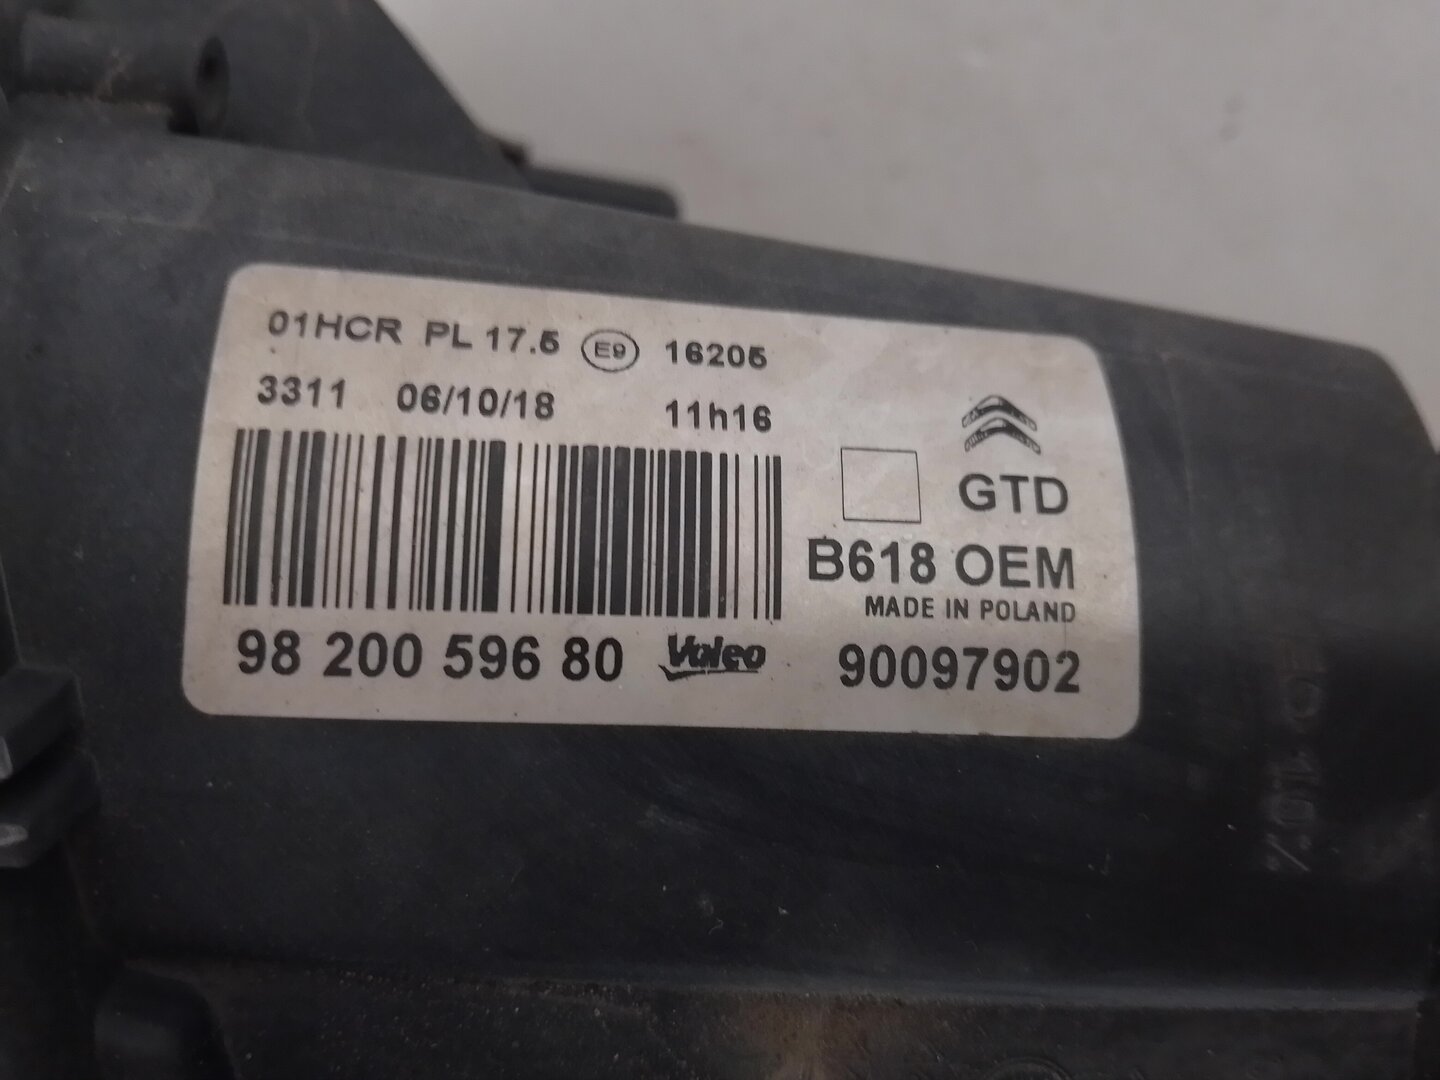 01HCR PL 17.5 E9 16205
3311 06/10/18 11h16
GTD
B618 OEM
MADE IN POLAND
98 200 596 80 Valeo 90097902